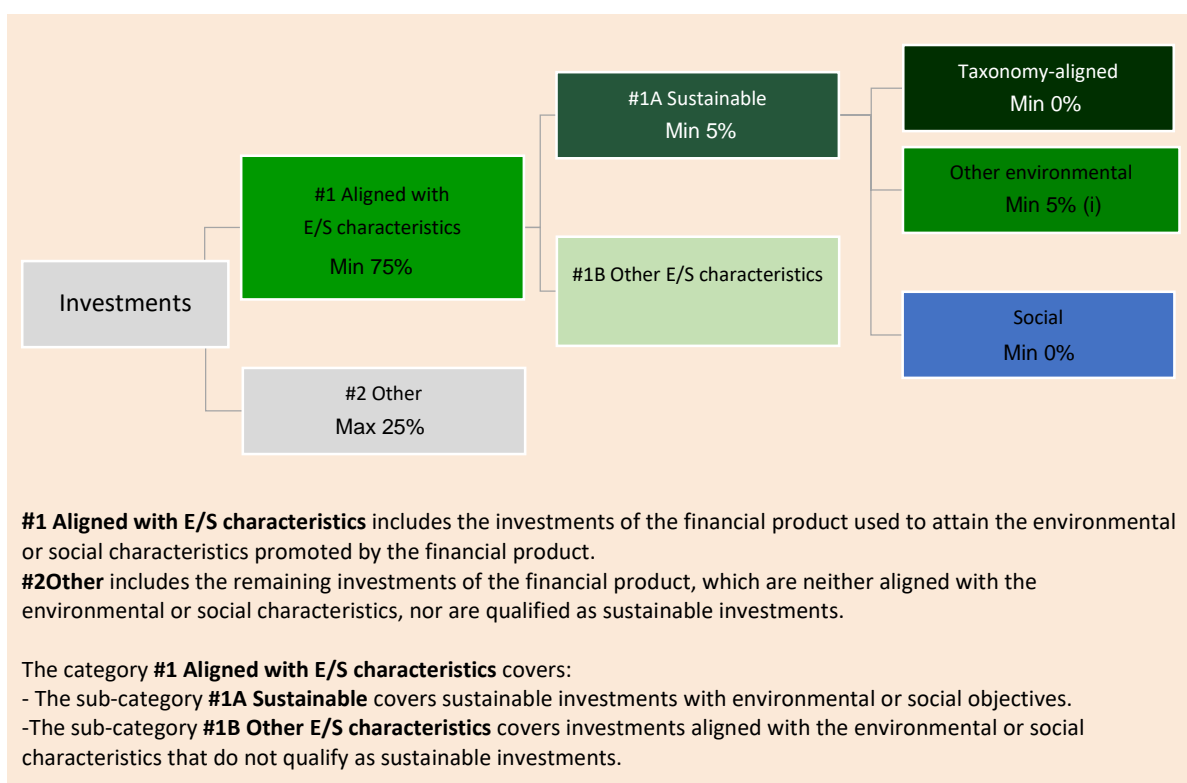 Investments
#1 Aligned with
E/S characteristics
Min 75%
#2 Other
Max 25%
#1A Sustainable
Min 5%
#1B Other E/S characteristics
Taxonomy-aligned
Min 0%
Other environmental
Min 5% (i)
Social
Min 0%
#1 Aligned with E/S characteristics includes the investments of the financial product used to attain the environmental
or social characteristics promoted by the financial product.
#2Other includes the remaining investments of the financial product, which are neither aligned with the
environmental or social characteristics, nor are qualified as sustainable investments.
The category #1 Aligned with E/S characteristics covers:
- The sub-category #1A Sustainable covers sustainable investments with environmental or social objectives.
-The sub-category #1B Other E/S characteristics covers investments aligned with the environmental or social
characteristics that do not qualify as sustainable investments.